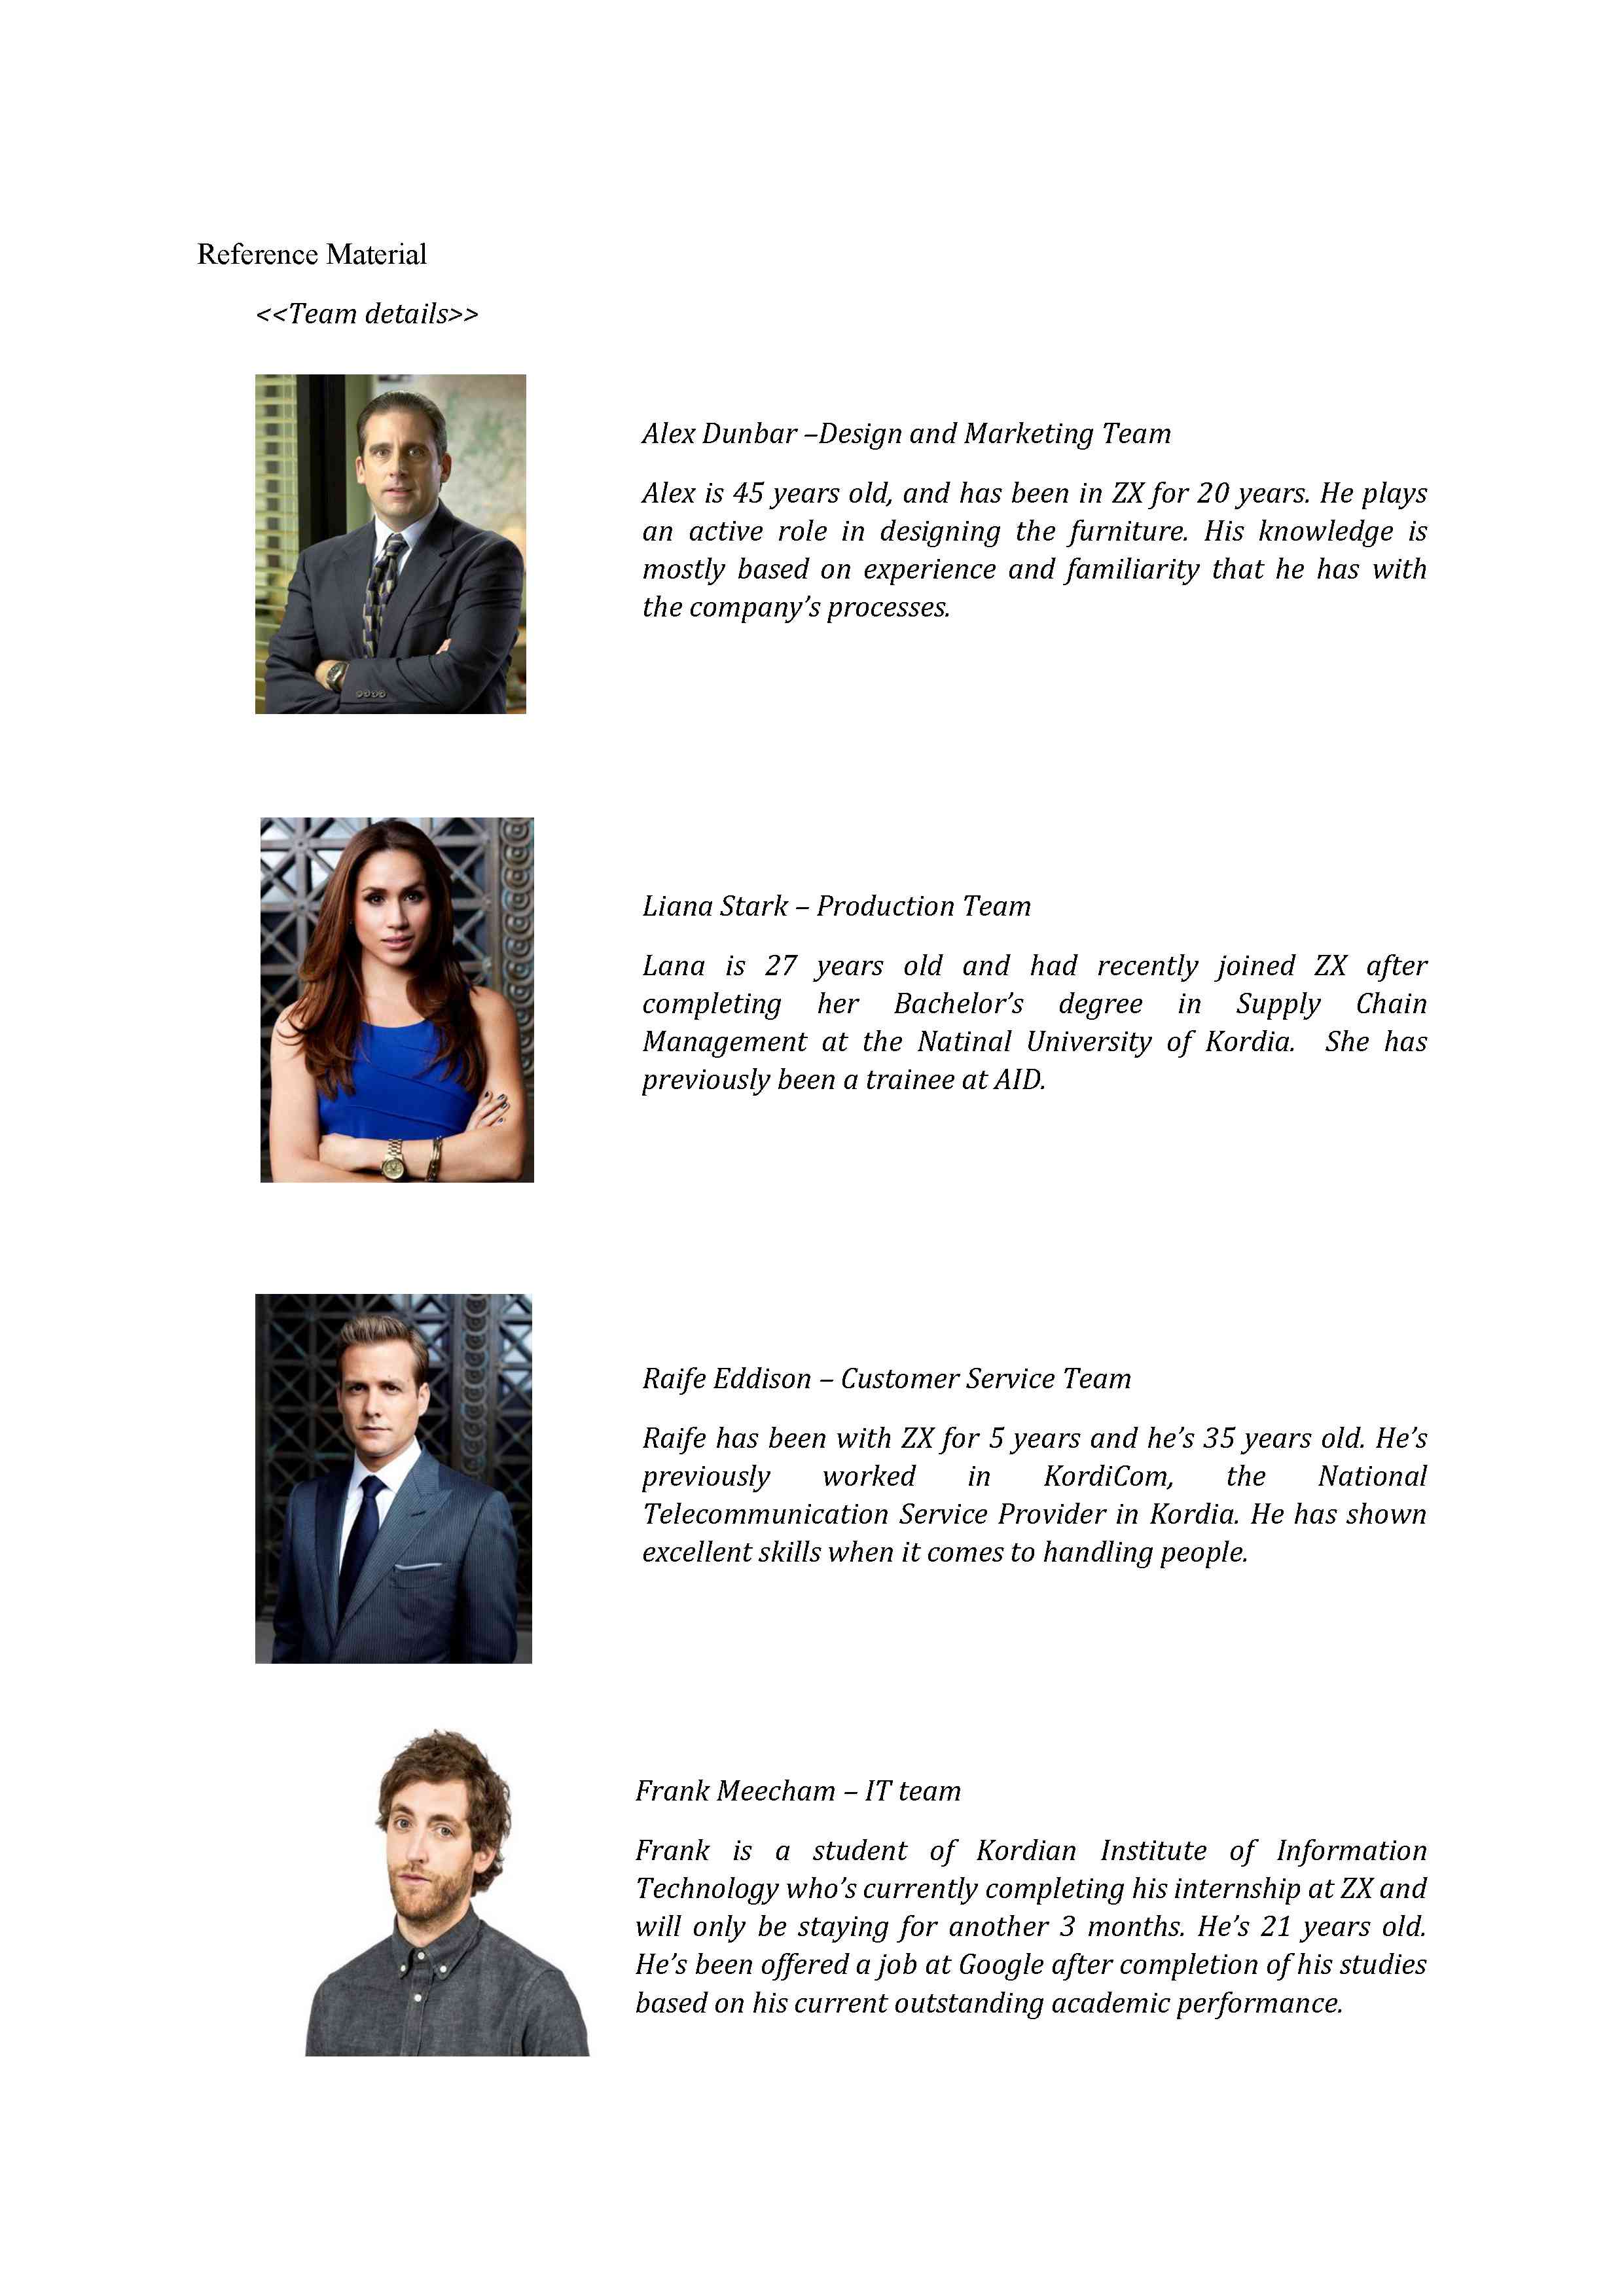 Reference Material
<<Team details>>
Alex Dunbar –Design and Marketing Team
Alex is 45 years old, and has been in ZX for 20 years. He plays
an active role in designing the furniture. His knowledge is
mostly based on experience and familiarity that he has with
the company’s processes.
Liana Stark – Production Team
Lana is 27 years old and had recently joined ZX after
completing her Bachelor’s degree in Supply Chain
Management at the Natinal University of Kordia. She has
previously been a trainee at AID.
Raife Eddison – Customer Service Team
Raife has been with ZX for 5 years and he’s 35 years old. He’s
previously worked in KordiCom, the National
Telecommunication Service Provider in Kordia. He has shown
excellent skills when it comes to handling people.
Frank Meecham – IT team
Frank is a student of Kordian Institute of Information
Technology who’s currently completing his internship at ZX and
will only be staying for another 3 months. He’s 21 years old.
He’s been offered a job at Google after completion of his studies
based on his current outstanding academic performance.